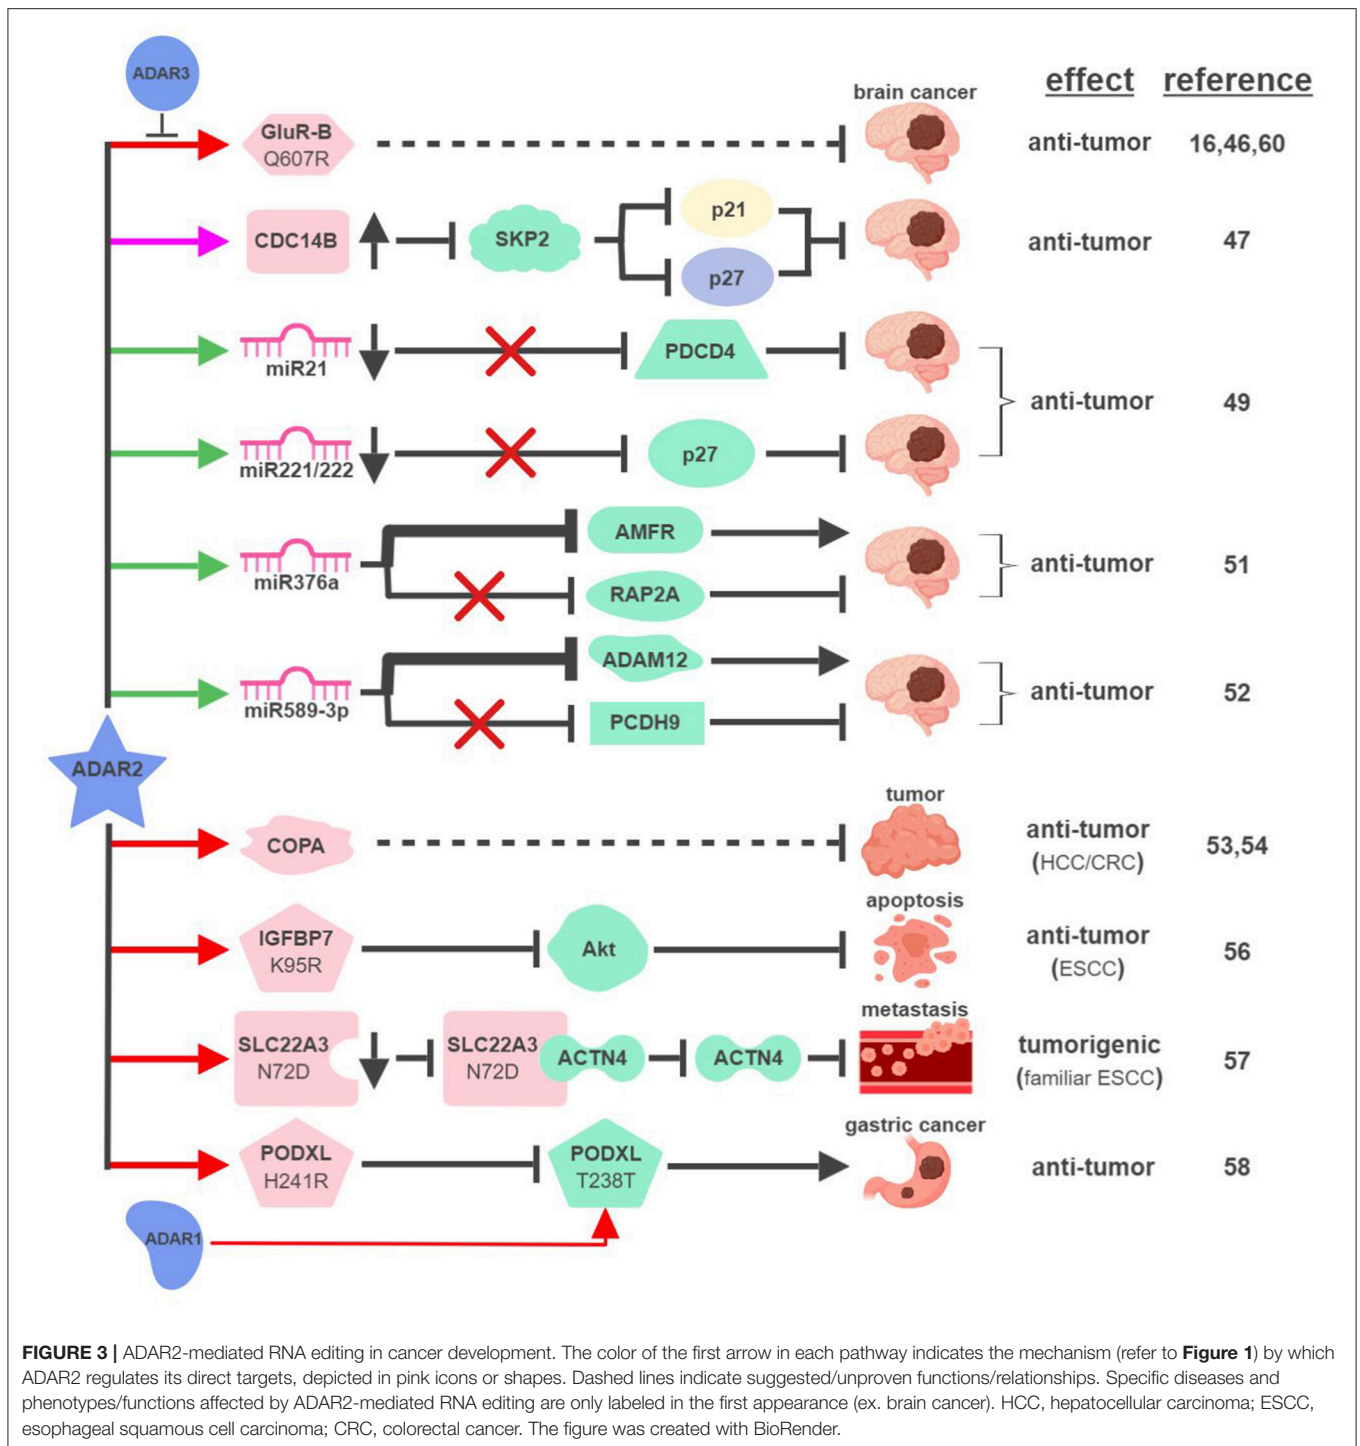 ADAR3
effect reference
brain cancer
GluR-B
Q607R
anti-tumor 16,46,60
CDC14B SKP2 p21
p27
anti-tumor 47
miR21 PDCD4
miR221/222 p27
anti-tumor 49
miR376a AMFR
RAP2A
anti-tumor 51
miR589-3p ADAM12
PCDH9
anti-tumor 52
ADAR2
tumor
COPA
anti-tumor
(HCC/CRC)
53,54
apoptosis
IGFBP7
K95R
Akt
anti-tumor
(ESCC)
56
metastasis
SLC22A3
N72D
SLC22A3
N72D
ACTN4 ACTN4
tumorigenic
(familiar ESCC)
57
gastric cancer
PODXL
H241R
PODXL
T238T
anti-tumor 58
ADAR1
FIGURE 3 | ADAR2-mediated RNA editing in cancer development. The color of the first arrow in each pathway indicates the mechanism (refer to Figure 1) by which
ADAR2 regulates its direct targets, depicted in pink icons or shapes. Dashed lines indicate suggested/unproven functions/relationships. Specific diseases and
phenotypes/functions affected by ADAR2-mediated RNA editing are only labeled in the first appearance (ex. brain cancer). HCC, hepatocellular carcinoma; ESCC,
esophageal squamous cell carcinoma; CRC, colorectal cancer. The figure was created with BioRender.